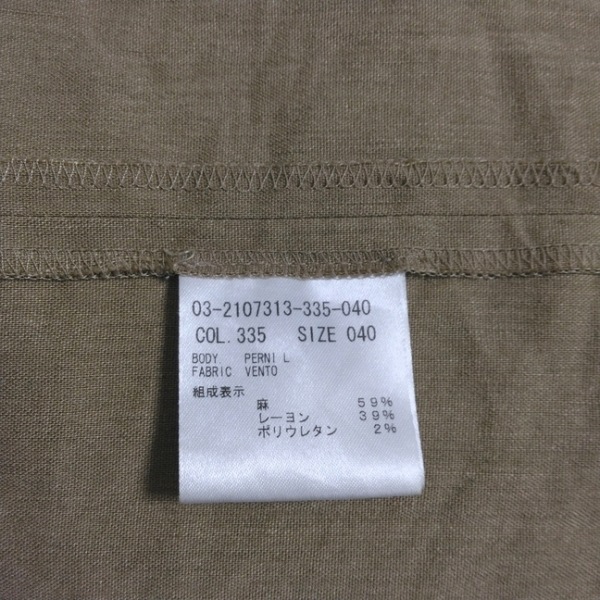 03-2107313-335-040
COL. 335 SIZE 040
BODY PERNI L
FABRIC VENTO
組成表示
麻 59%
レーヨン 39%
ポリウレタン 2%